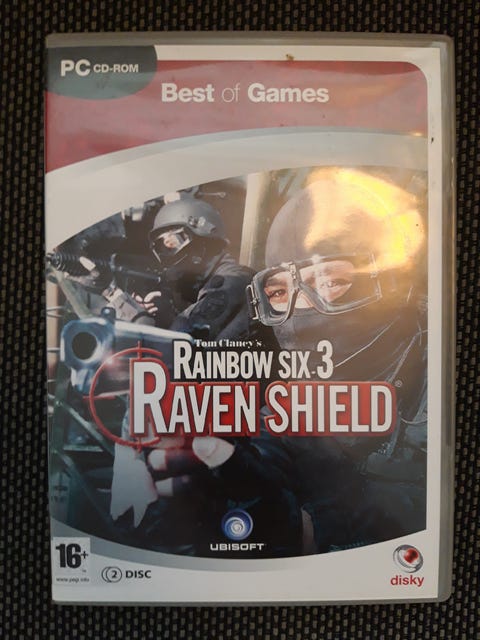 PC CD-ROM
Best of Games
Tom Clancy's
RAINBOW SIX 3
RAVEN SHIELD®
UBISOFT
16+
www.pegi.info
2 DISC
disky